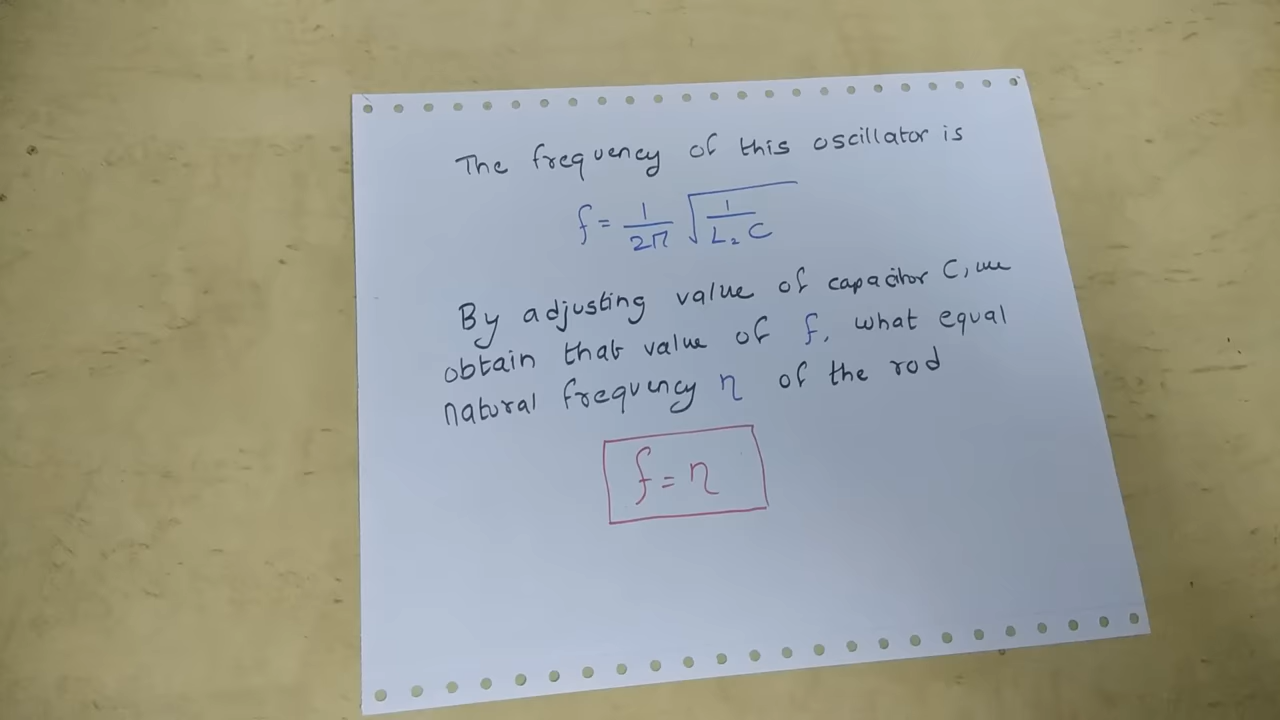 The frequency of this oscillator is
f = 1/2π √1/L₂C
By adjusting value of capacitor C, we
obtain that value of f, what equal
natural frequency η of the rod
f = η